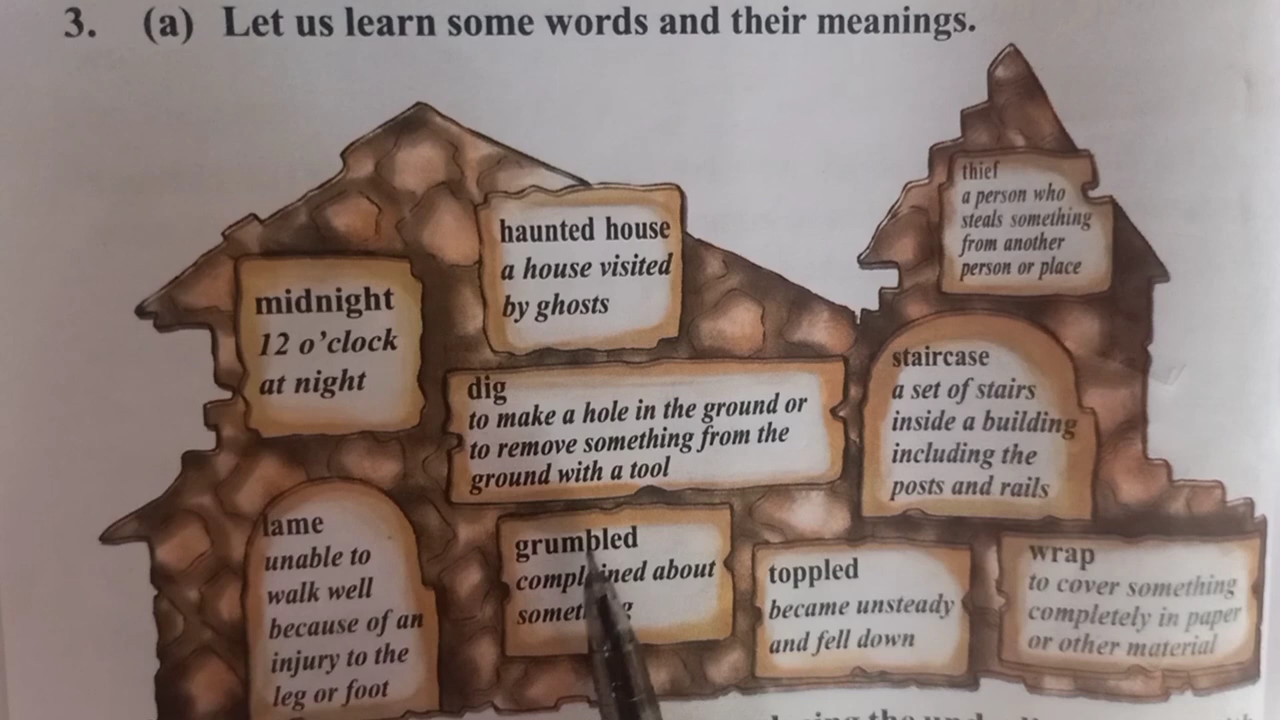 3. (a) Let us learn some words and their meanings.
thief
a person who
steals something
from another
person or place
haunted house
a house visited
by ghosts
midnight
12 o'clock
at night
staircase
a set of stairs
inside a building
including the
posts and rails
dig
to make a hole in the ground or
to remove something from the
ground with a tool
lame
unable to
walk well
because of an
injury to the
leg or foot
grumbled
complained about
something
toppled
became unsteady
and fell down
wrap
to cover something
completely in paper
or other material